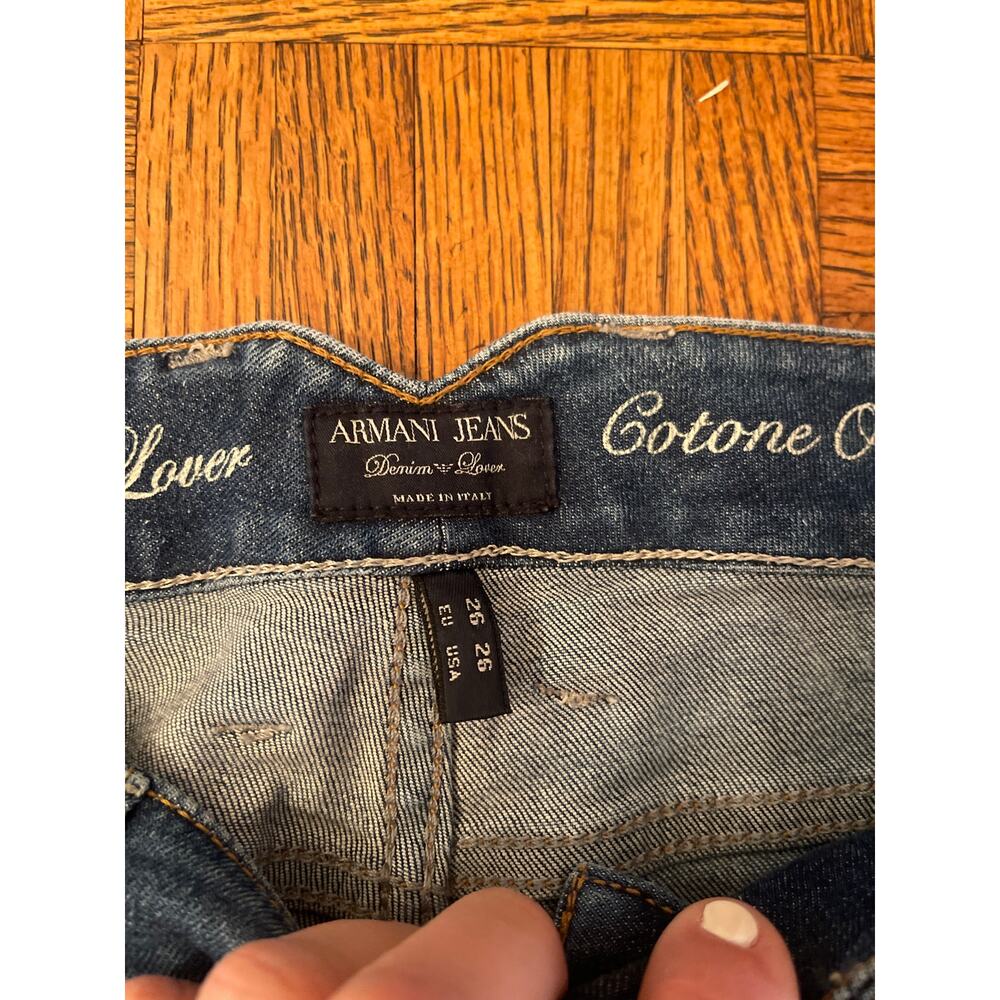 Lover
ARMANI JEANS
Denim Lover
MADE IN ITALY
Cotone
26 26
EU USA